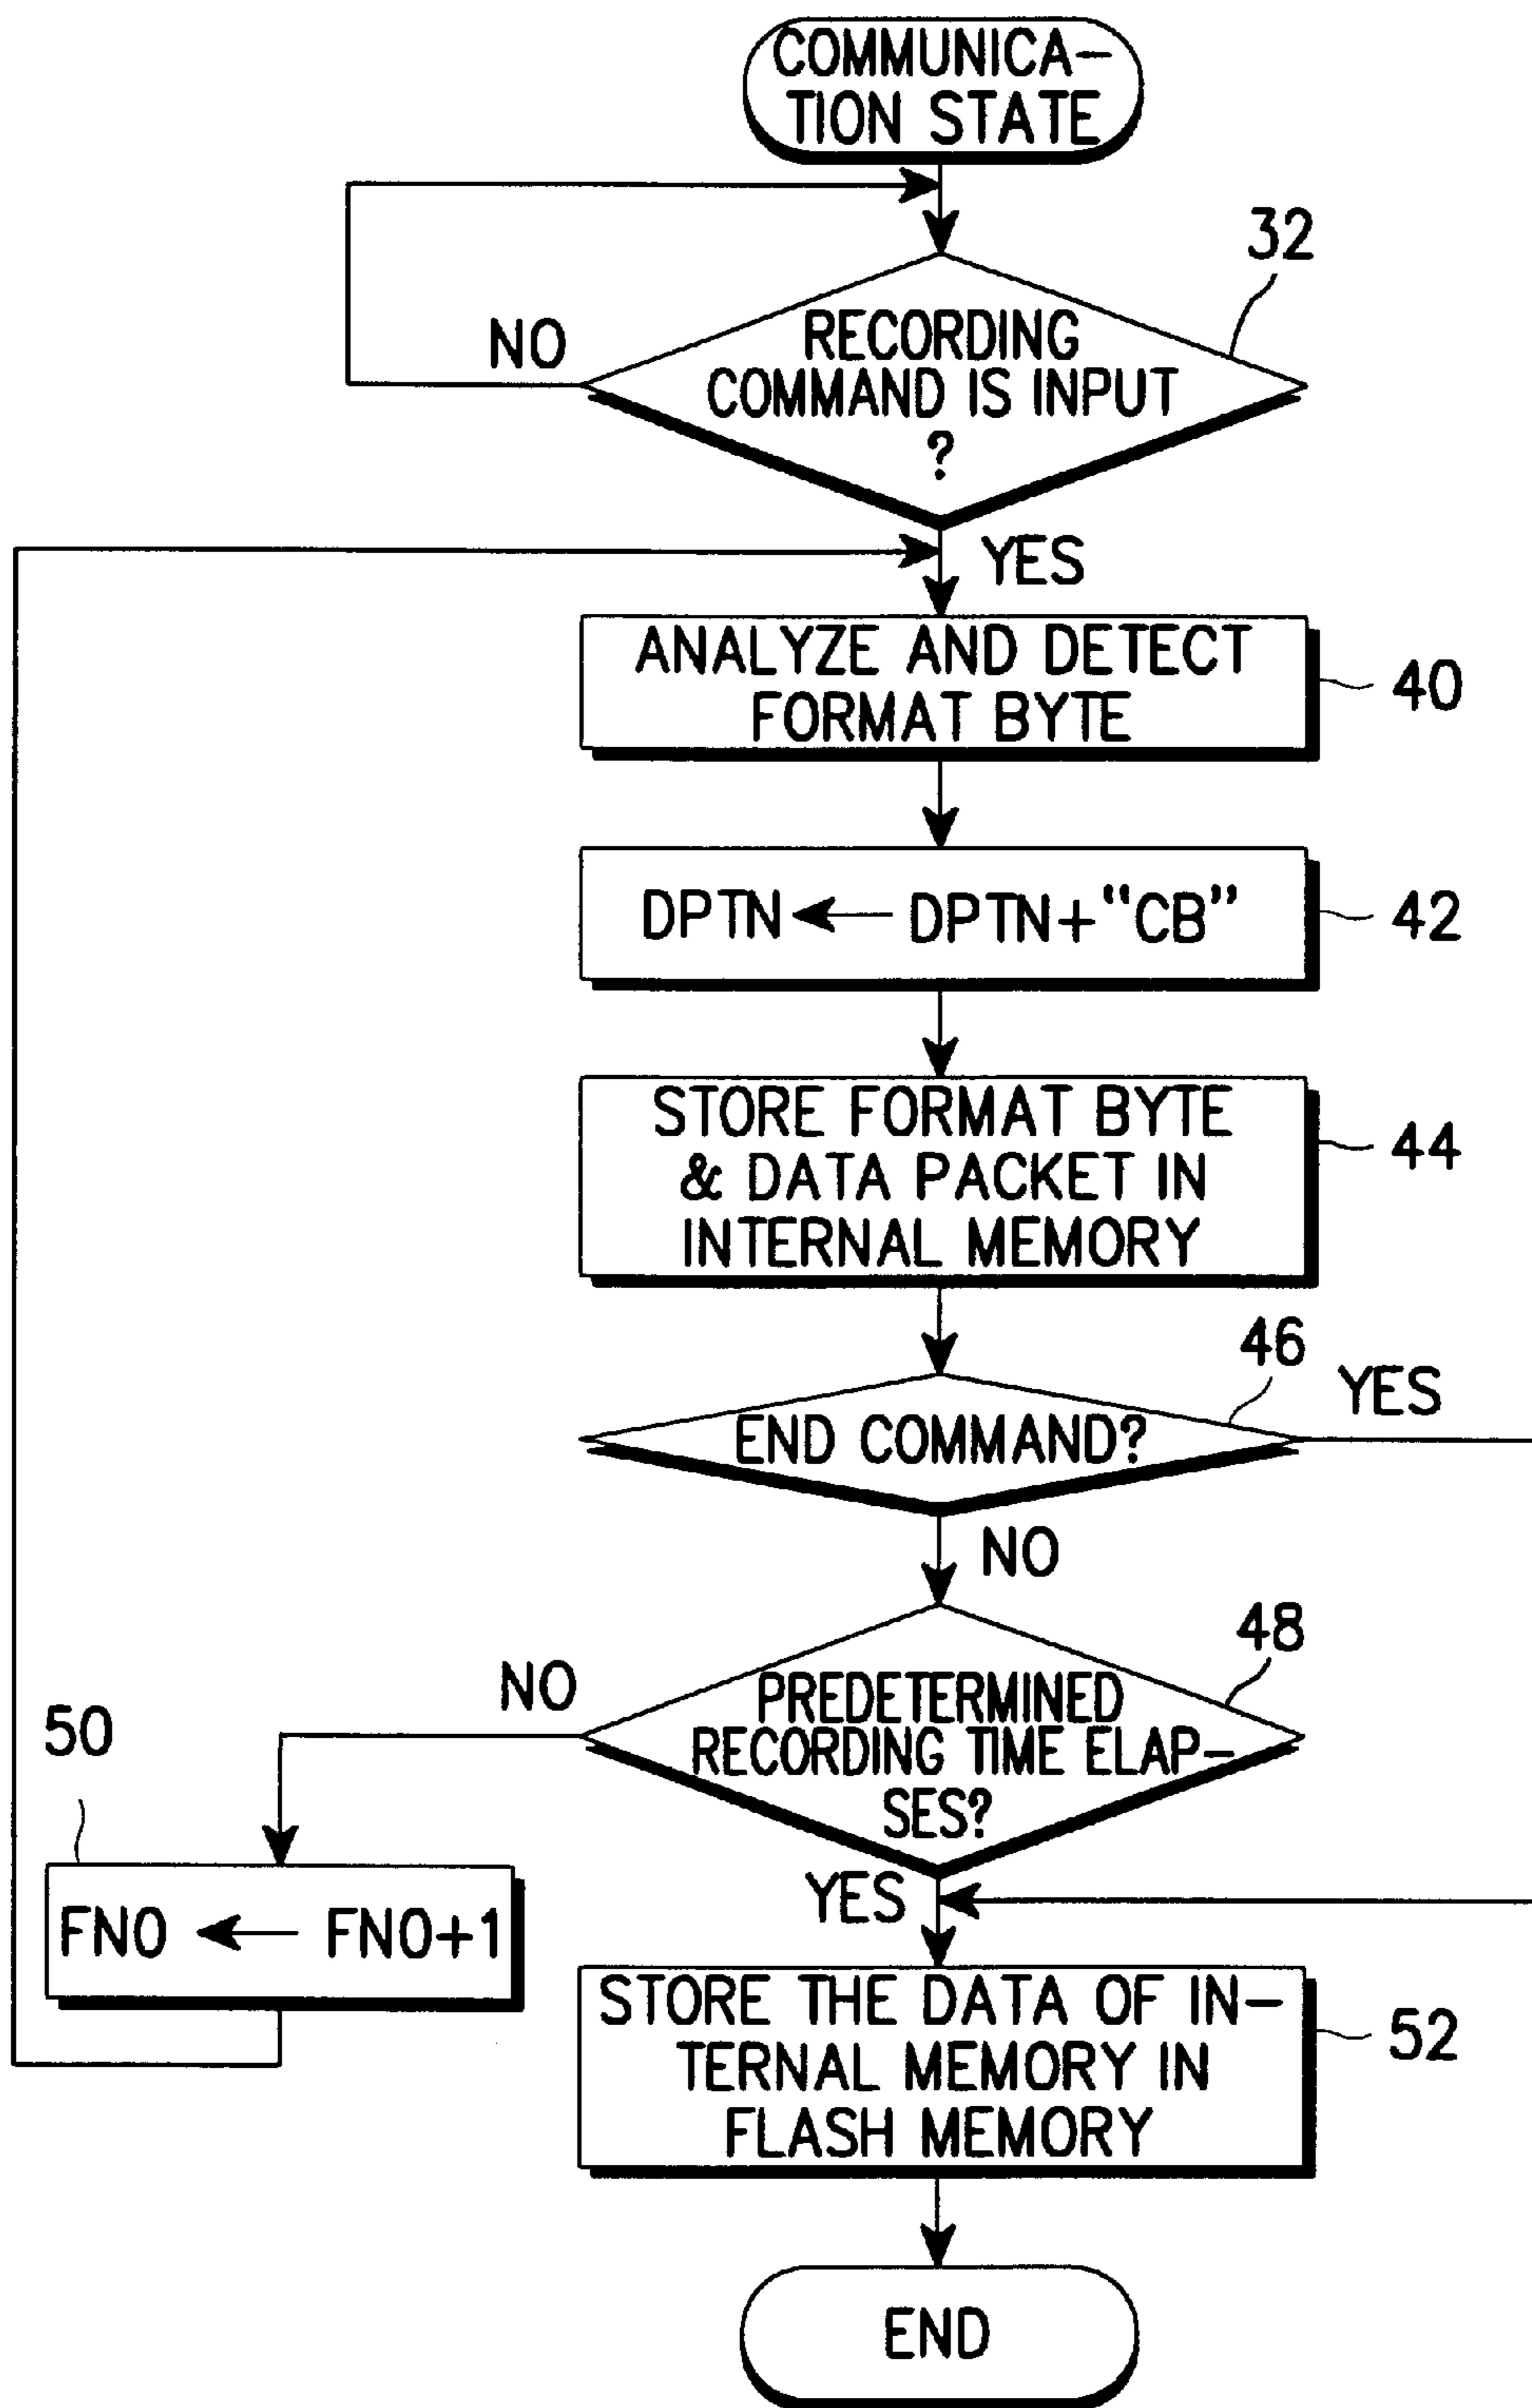 COMMUNICA-
TION STATE
32
NO
RECORDING
COMMAND IS INPUT
?
YES
ANALYZE AND DETECT
FORMAT BYTE
40
DPTN ← DPTN+"CB"
42
STORE FORMAT BYTE
& DATA PACKET IN
INTERNAL MEMORY
44
46
YES
END COMMAND?
NO
48
NO
PREDETERMINED
RECORDING TIME ELAP-
SES?
50
YES
FNO ← FNO+1
STORE THE DATA OF IN-
TERNAL MEMORY IN
FLASH MEMORY
52
END